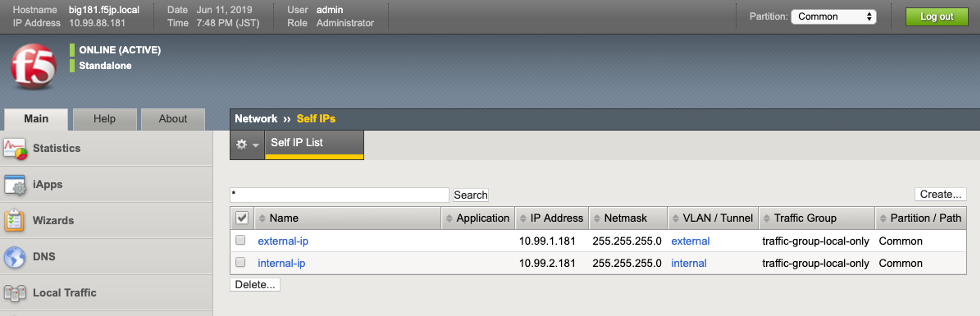 Hostname big181.f5jp.local Date Jun 11, 2019 User admin
IP Address 10.99.88.181 Time 7:48 PM (JST) Role Administrator
Partition: Common Log out
f5
ONLINE (ACTIVE)
Standalone
Main Help About
Network ›› Self IPs
Self IP List
Statistics
iApps
Wizards
DNS
Local Traffic
* Search Create...
Name Application IP Address Netmask VLAN / Tunnel Traffic Group Partition / Path
external-ip 10.99.1.181 255.255.255.0 external traffic-group-local-only Common
internal-ip 10.99.2.181 255.255.255.0 internal traffic-group-local-only Common
Delete...